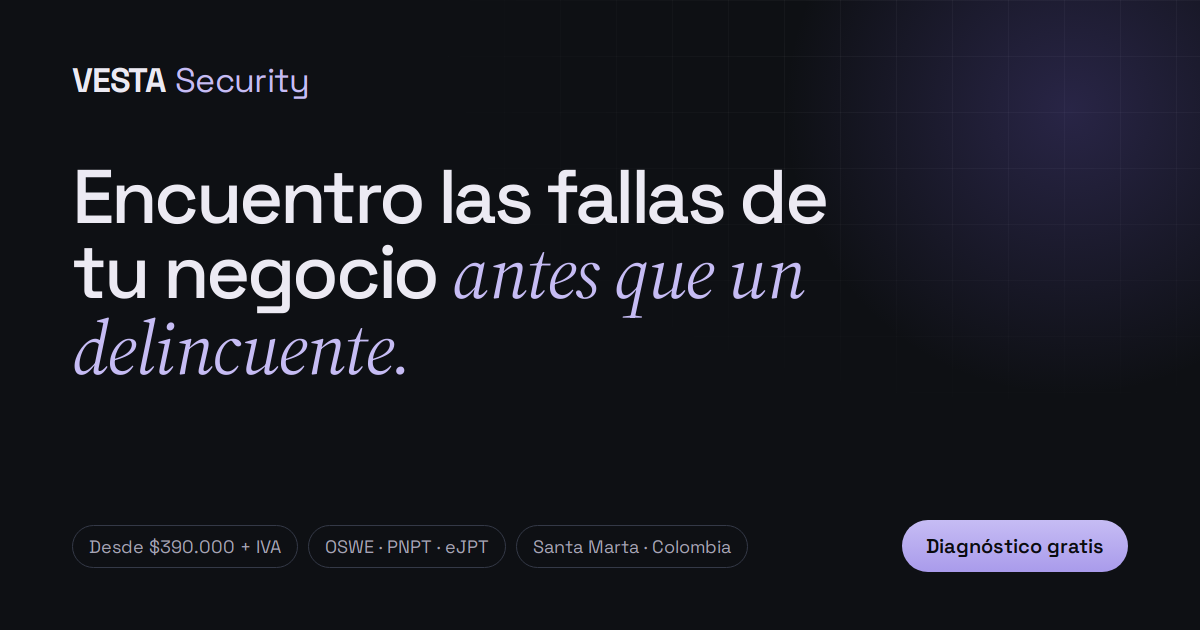 VESTA Security
Encuentro las fallas de
tu negocio antes que un
delincuente.
Desde $390.000 + IVA
OSWE · PNPT · eJPT
Santa Marta · Colombia
Diagnóstico gratis